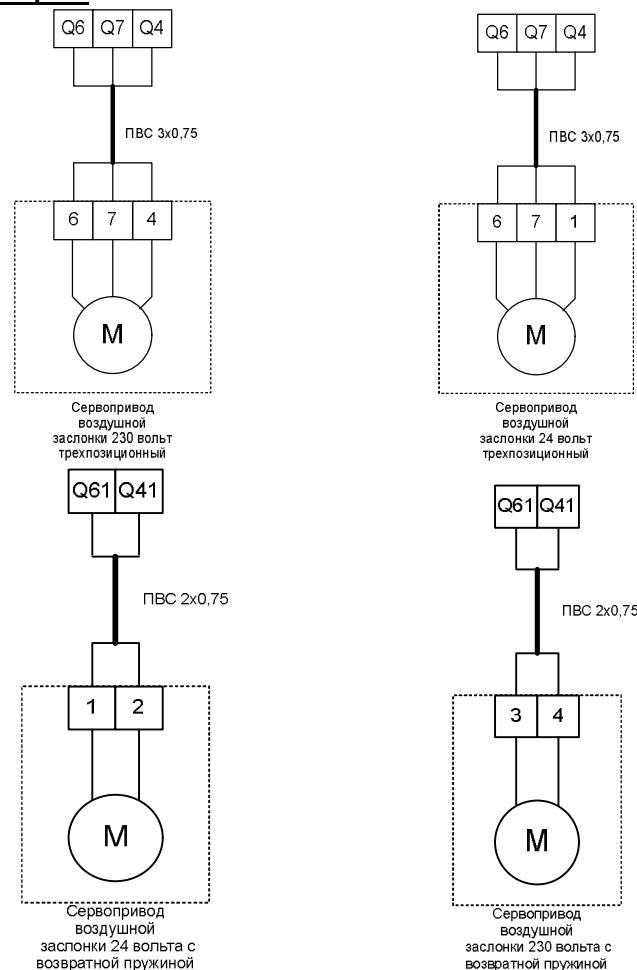 Q6 Q7 Q4
ПВС 3х0,75
6 7 4
М
Сервопривод
воздушной
заслонки 230 вольт
трехпозиционный
Q6 Q7 Q4
ПВС 3х0,75
6 7 1
М
Сервопривод
воздушной
заслонки 24 вольт
трехпозиционный
Q61 Q41
ПВС 2х0,75
1 2
М
Сервопривод
воздушной
заслонки 24 вольта с
возвратной пружиной
Q61 Q41
ПВС 2х0,75
3 4
М
Сервопривод
воздушной
заслонки 230 вольта с
возвратной пружиной